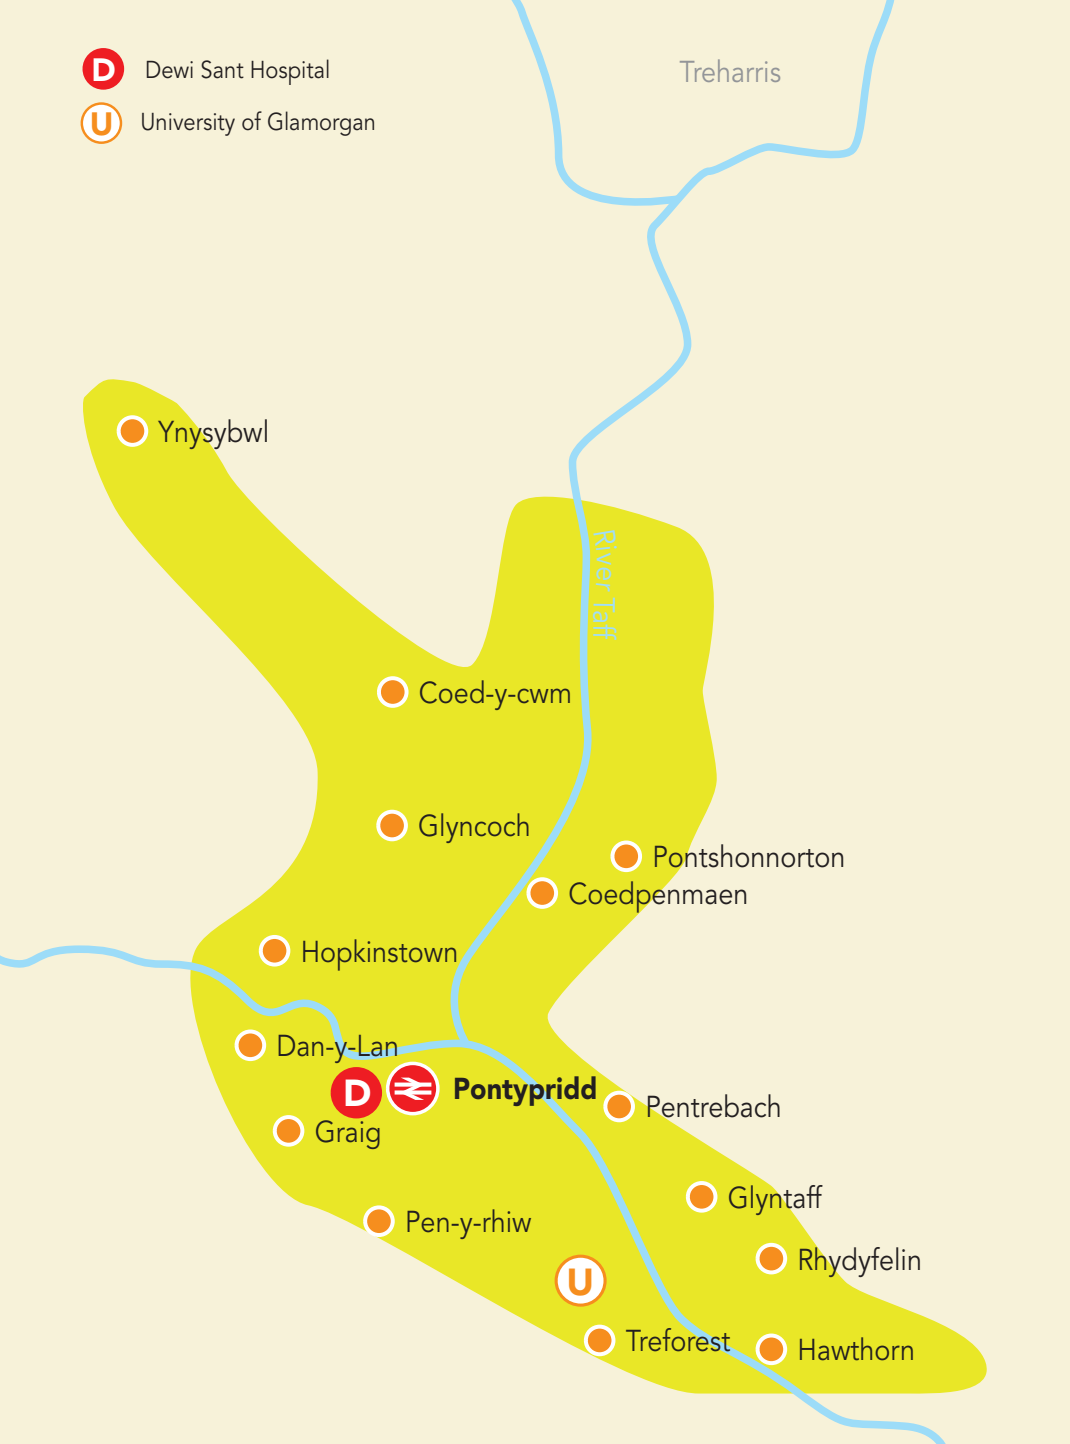 D Dewi Sant Hospital
U University of Glamorgan
Treharris
Ynysybwl
River Taff
Coed-y-cwm
Glyncoch
Pontshonnorton
Coedpenmaen
Hopkinstown
Dan-y-Lan
D Pontypridd
Pentrebach
Graig
Glyntaff
Pen-y-rhiw
Rhydyfelin
U
Treforest
Hawthorn